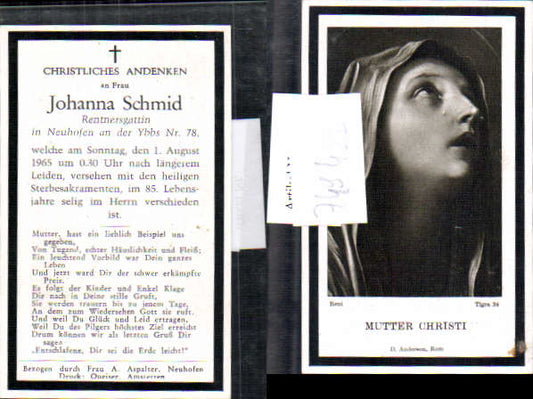 CHRISTLICHES ANDENKEN
an Frau
Johanna Schmid
Rentnersgattin
in Neuhofen an der Ybbs Nr. 78,
welche am Sonntag, den 1. August
1965 um 0.30 Uhr nach längerem
Leiden, versehen mit den heiligen
Sterbesakramenten, im 85. Lebens-
jahre selig im Herrn verschieden
ist.
Mutter, hast ein lieblich Beispiel uns
gegeben,
Von Tugend, echter Häuslichkeit und Fleiß;
Ein leuchtend Vorbild war Dein ganzes
Leben
Und jetzt ward Dir der schwer erkämpfte
Preis.
Es folgt der Kinder und Enkel Klage
Dir nach in Deine stille Gruft,
Sie werden trauern bis zu jenem Tage,
An dem zum Wiedersehen Gott sie ruft.
Und weil Du Glück und Leid ertragen,
Weil Du des Pilgers höchstes Ziel erreicht
Drum können wir als letzten Gruß Dir
sagen
„Entschlafene, Dir sei die Erde leicht!"
Bezogen durch Frau A. Aspalter, Neuhofen
Druck: Queiser, Amstetten
Reni
Tigra 34
MUTTER CHRISTI
D. Anderson, Rom